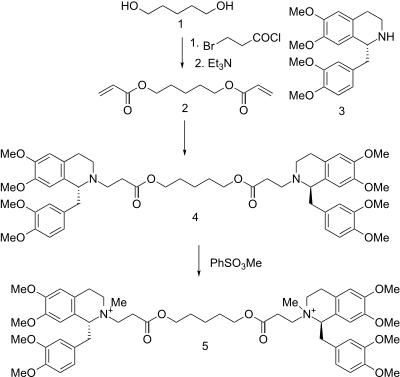 HO OH
1
1. Br COCl
2. Et₃N
O O
O O
2
MeO
MeO NH
MeO
MeO
3
MeO OMe
MeO N O O N OMe
O O
MeO OMe
MeO OMe
4
PhSO₃Me
MeO Me Me OMe
MeO N⁺ O O N⁺ OMe
O O
MeO OMe
MeO OMe
5